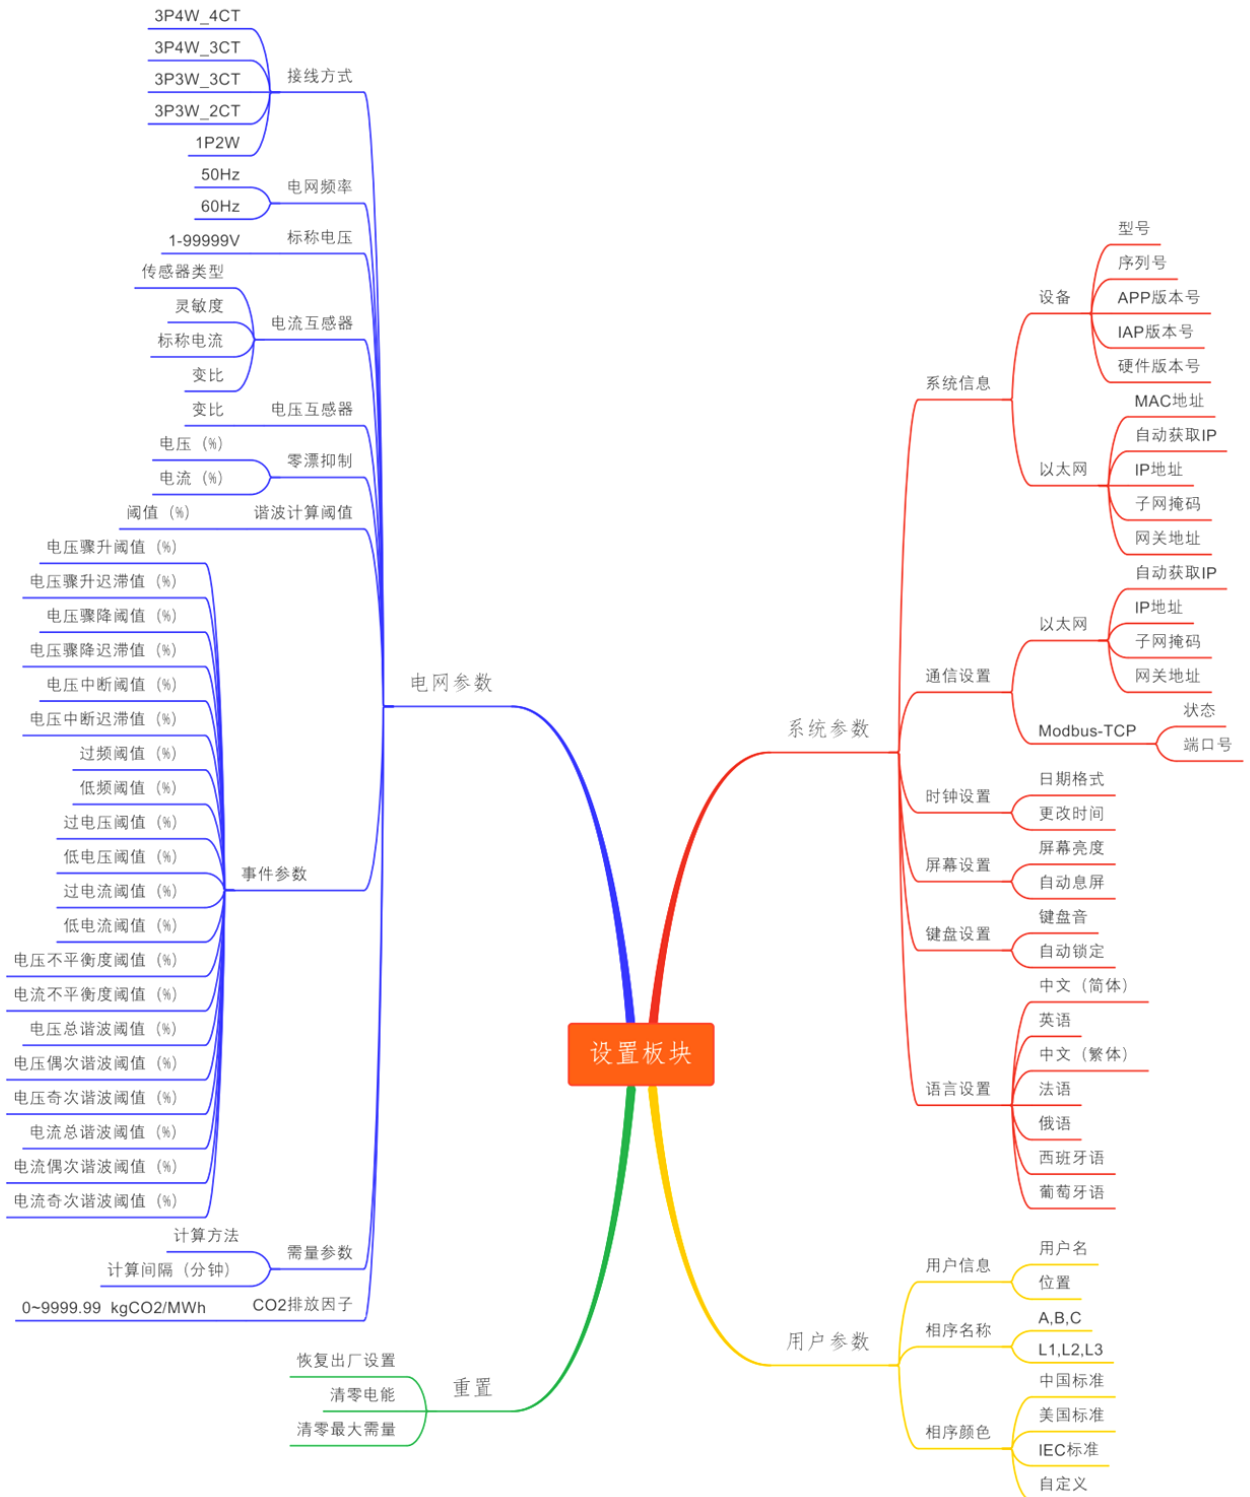 设置板块
电网参数
接线方式
3P4W_4CT
3P4W_3CT
3P3W_3CT
3P3W_2CT
1P2W
电网频率
50Hz
60Hz
标称电压
1-99999V
电流互感器
传感器类型
灵敏度
标称电流
变比
电压互感器
变比
零漂抑制
电压（%）
电流（%）
谐波计算阈值
阈值（%）
事件参数
电压骤升阈值（%）
电压骤升迟滞值（%）
电压骤降阈值（%）
电压骤降迟滞值（%）
电压中断阈值（%）
电压中断迟滞值（%）
过频阈值（%）
低频阈值（%）
过电压阈值（%）
低电压阈值（%）
过电流阈值（%）
低电流阈值（%）
电压不平衡度阈值（%）
电流不平衡度阈值（%）
电压总谐波阈值（%）
电压偶次谐波阈值（%）
电压奇次谐波阈值（%）
电流总谐波阈值（%）
电流偶次谐波阈值（%）
电流奇次谐波阈值（%）
需量参数
计算方法
计算间隔（分钟）
CO2排放因子
0~9999.99 kgCO2/MWh
重置
恢复出厂设置
清零电能
清零最大需量
系统参数
系统信息
设备
型号
序列号
APP版本号
IAP版本号
硬件版本号
以太网
MAC地址
自动获取IP
IP地址
子网掩码
网关地址
通信设置
以太网
自动获取IP
IP地址
子网掩码
网关地址
Modbus-TCP
状态
端口号
时钟设置
日期格式
更改时间
屏幕设置
屏幕亮度
自动息屏
键盘设置
键盘音
自动锁定
语言设置
中文（简体）
英语
中文（繁体）
法语
俄语
西班牙语
葡萄牙语
用户参数
用户信息
用户名
位置
相序名称
A,B,C
L1,L2,L3
相序颜色
中国标准
美国标准
IEC标准
自定义